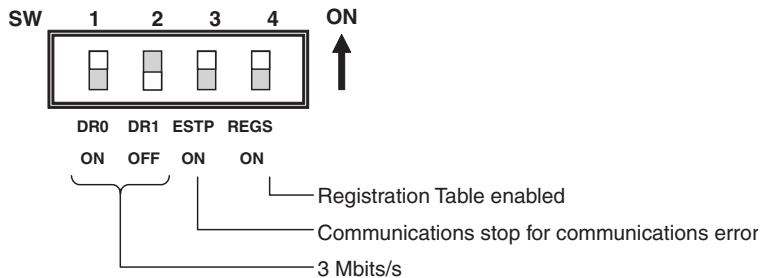 SW 1 2 3 4 ON
DR0 DR1 ESTP REGS
ON OFF ON ON
Registration Table enabled
Communications stop for communications error
3 Mbits/s